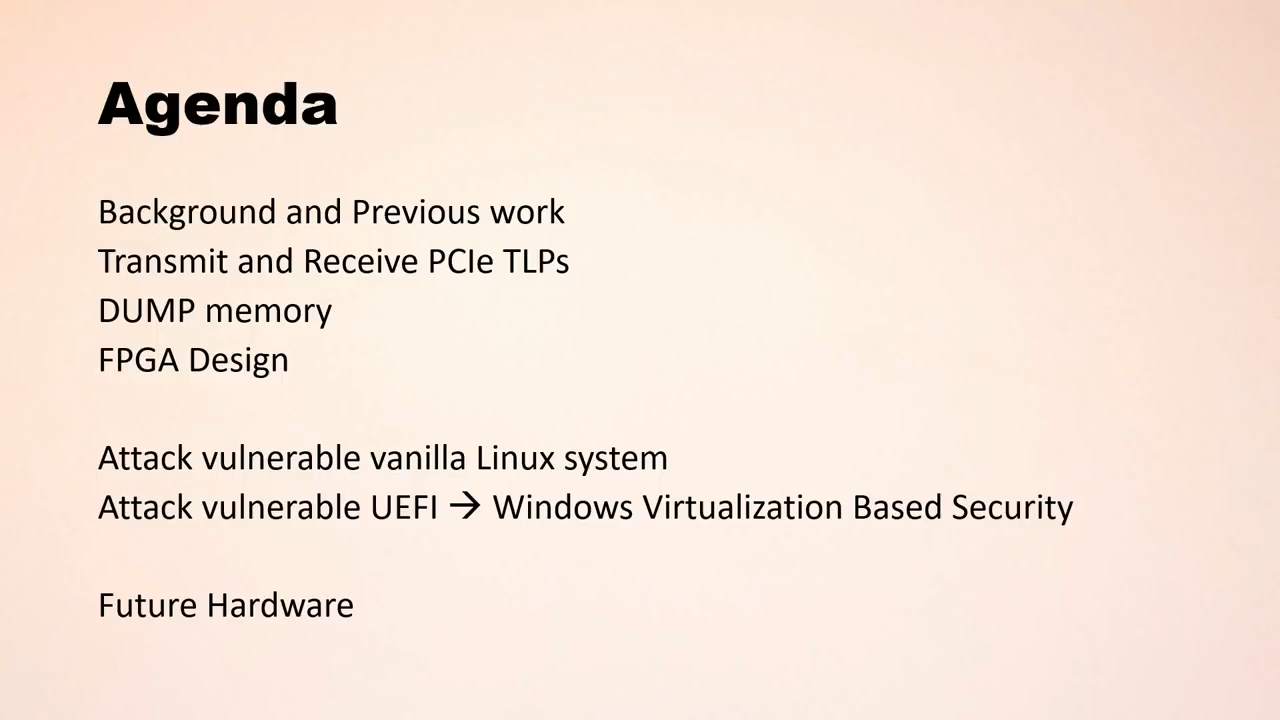 Agenda
Background and Previous work
Transmit and Receive PCIe TLPs
DUMP memory
FPGA Design
Attack vulnerable vanilla Linux system
Attack vulnerable UEFI → Windows Virtualization Based Security
Future Hardware